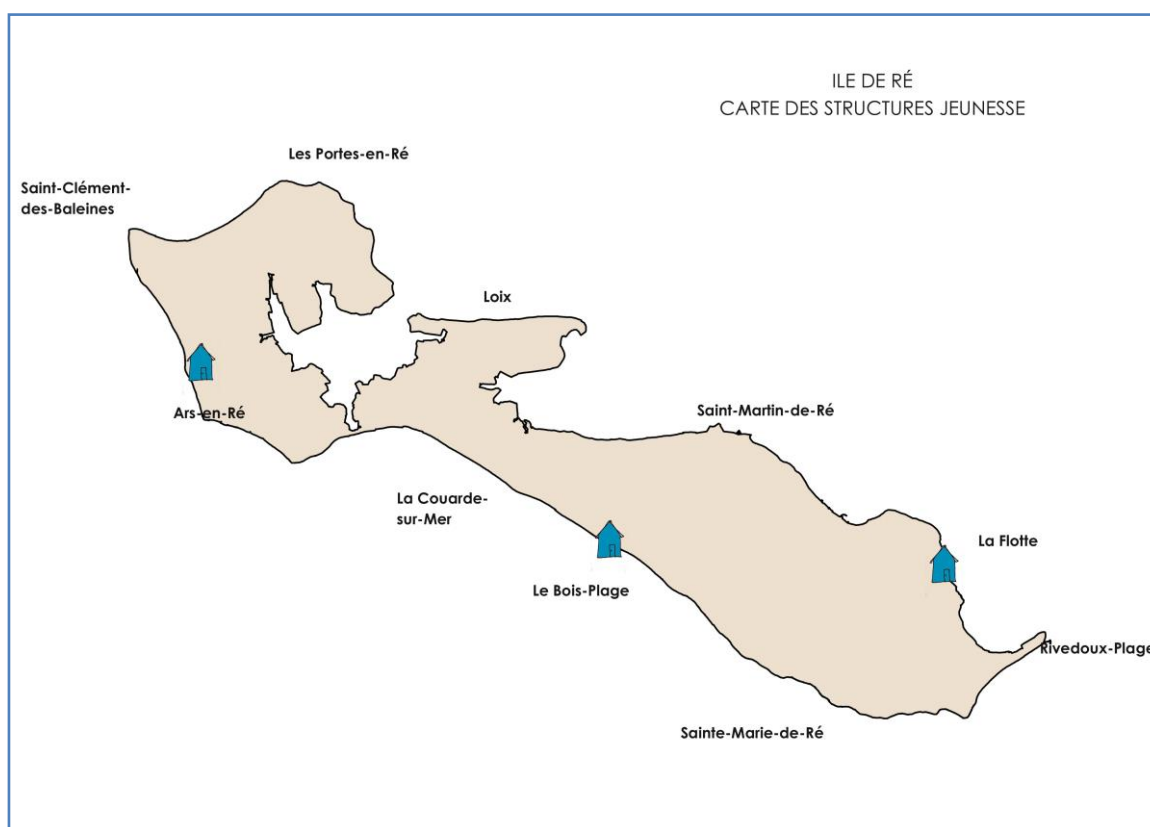 ILE DE RÉ
CARTE DES STRUCTURES JEUNESSE
Les Portes-en-Ré
Saint-Clément-
des-Baleines
Loix
Ars-en-Ré
Saint-Martin-de-Ré
La Couarde-
sur-Mer
La Flotte
Le Bois-Plage
Rivedoux-Plage
Sainte-Marie-de-Ré